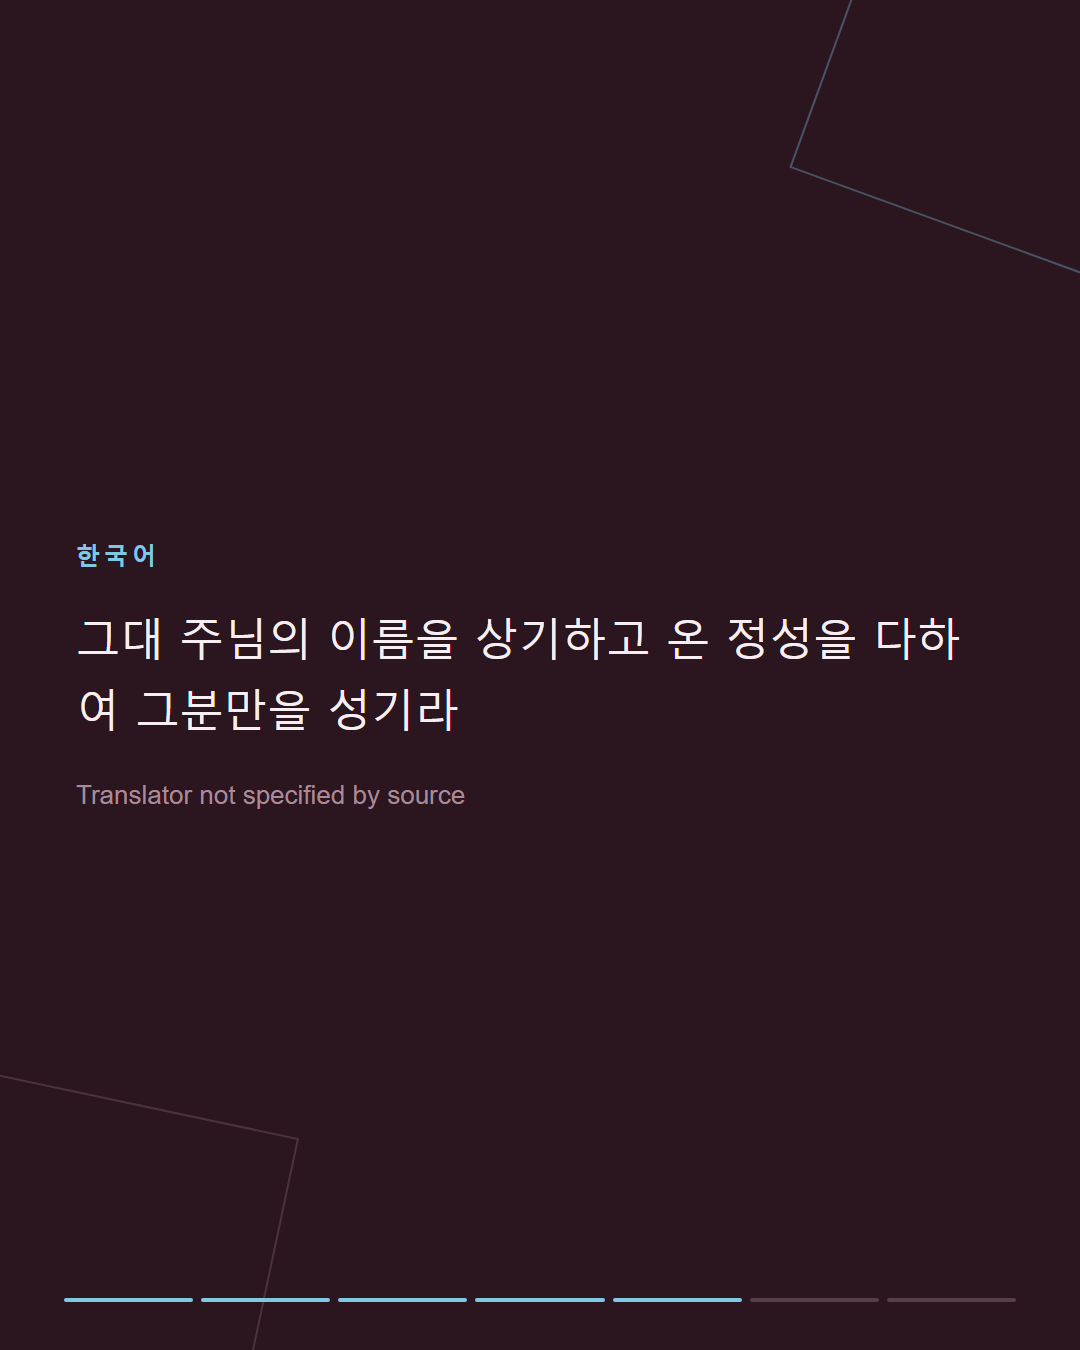 한국어
그대 주님의 이름을 상기하고 온 정성을 다하
여 그분만을 성기라
Translator not specified by source